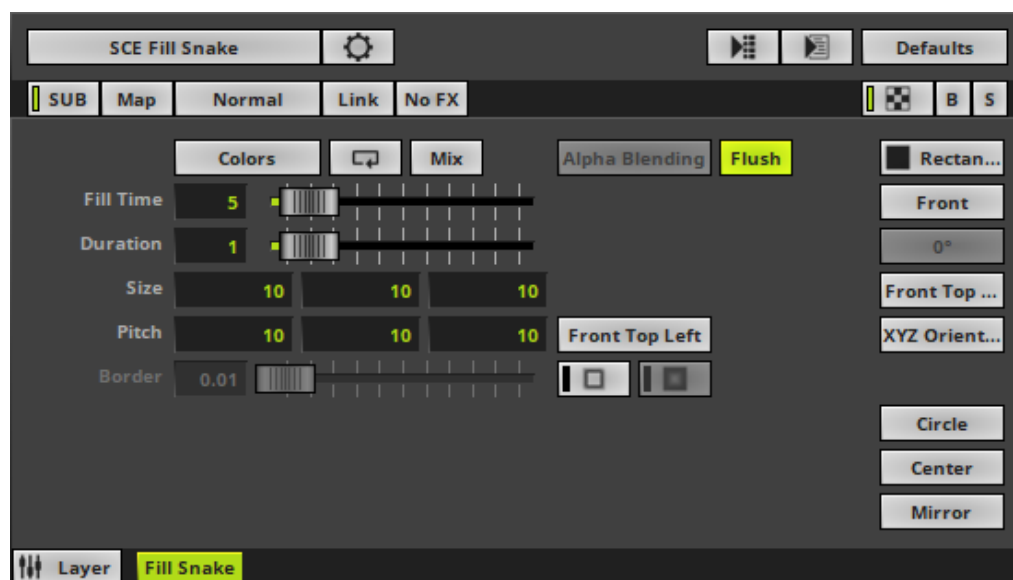 SCE Fill Snake Defaults
SUB Map Normal Link No FX B S
Colors Mix Alpha Blending Flush Rectan...
Fill Time 5 Front
Duration 1 0°
Size 10 10 10 Front Top ...
Pitch 10 10 10 Front Top Left XYZ Orient...
Border 0.01
Circle
Center
Mirror
Layer Fill Snake